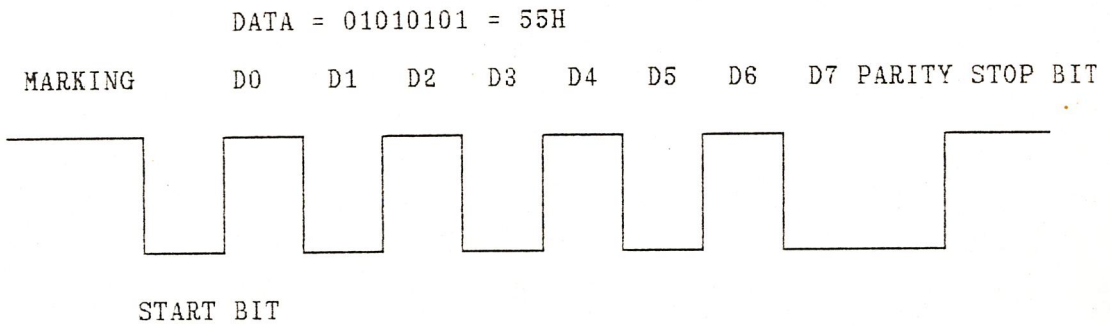 DATA = 01010101 = 55H
MARKING D0 D1 D2 D3 D4 D5 D6 D7 PARITY STOP BIT
START BIT